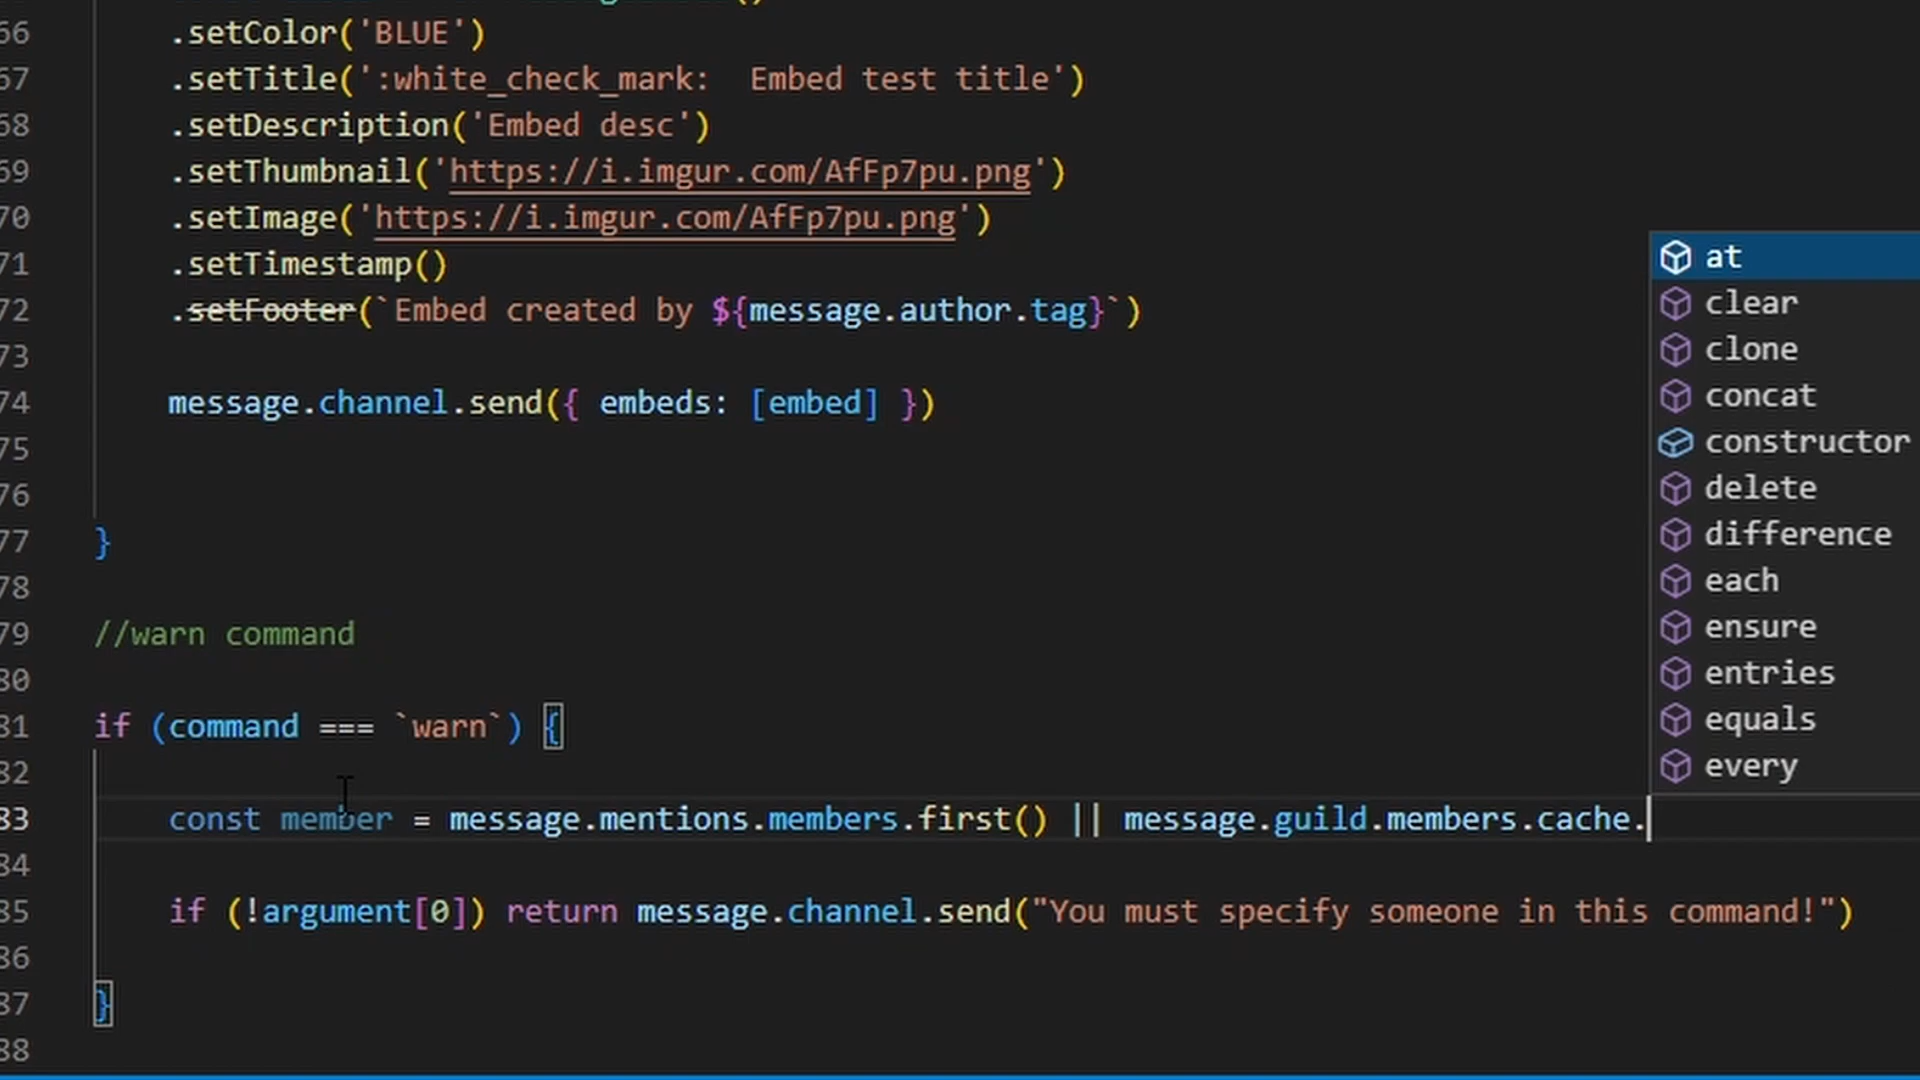 66 .setColor('BLUE')
67 .setTitle(':white_check_mark:  Embed test title')
68 .setDescription('Embed desc')
69 .setThumbnail('https://i.imgur.com/AfFp7pu.png')
70 .setImage('https://i.imgur.com/AfFp7pu.png')
71 .setTimestamp()
72 .setFooter(`Embed created by ${message.author.tag}`)
73
74 message.channel.send({ embeds: [embed] })
75
76
77 }
78
79 //warn command
80
81 if (command === `warn`) {
82
83 const member = message.mentions.members.first() || message.guild.members.cache.
84
85 if (!argument[0]) return message.channel.send("You must specify someone in this command!")
86
87 }
88
at
clear
clone
concat
constructor
delete
difference
each
ensure
entries
equals
every